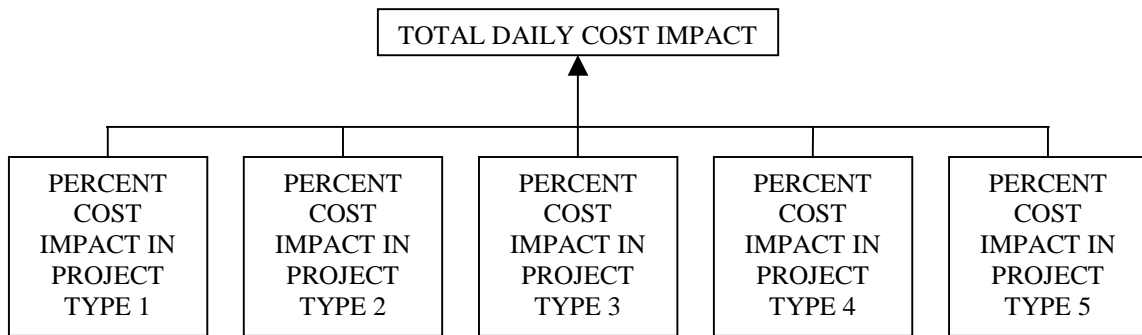 TOTAL DAILY COST IMPACT
PERCENT
COST
IMPACT IN
PROJECT
TYPE 1
PERCENT
COST
IMPACT IN
PROJECT
TYPE 2
PERCENT
COST
IMPACT IN
PROJECT
TYPE 3
PERCENT
COST
IMPACT IN
PROJECT
TYPE 4
PERCENT
COST
IMPACT IN
PROJECT
TYPE 5